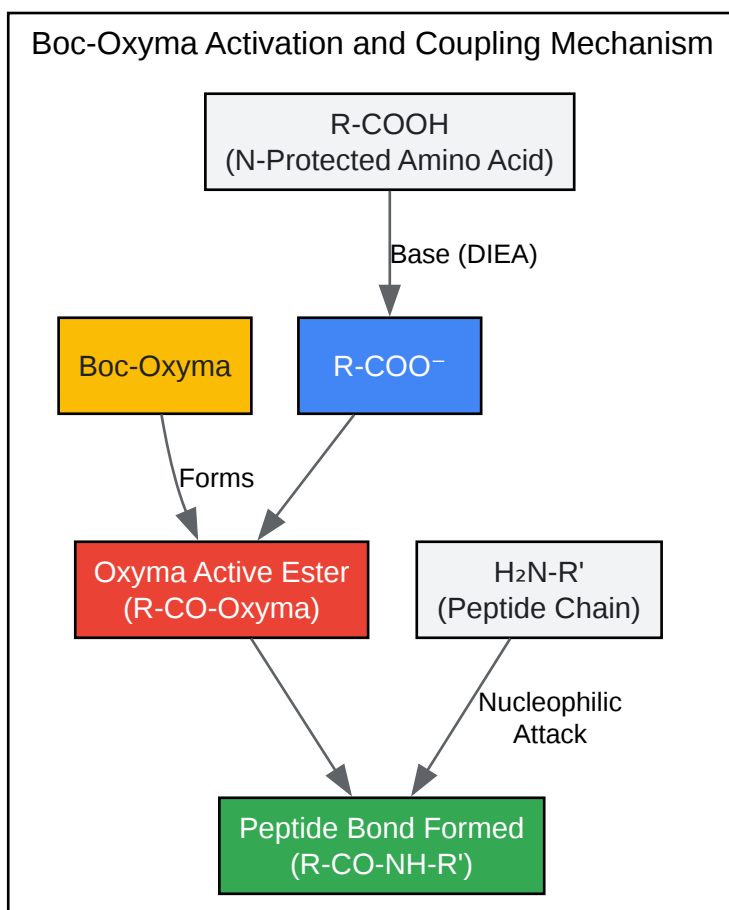 Boc-Oxyma Activation and Coupling Mechanism
R-COOH
(N-Protected Amino Acid)
Base (DIEA)
Boc-Oxyma
R-COO⁻
Forms
Oxyma Active Ester
(R-CO-Oxyma)
H₂N-R'
(Peptide Chain)
Nucleophilic
Attack
Peptide Bond Formed
(R-CO-NH-R')